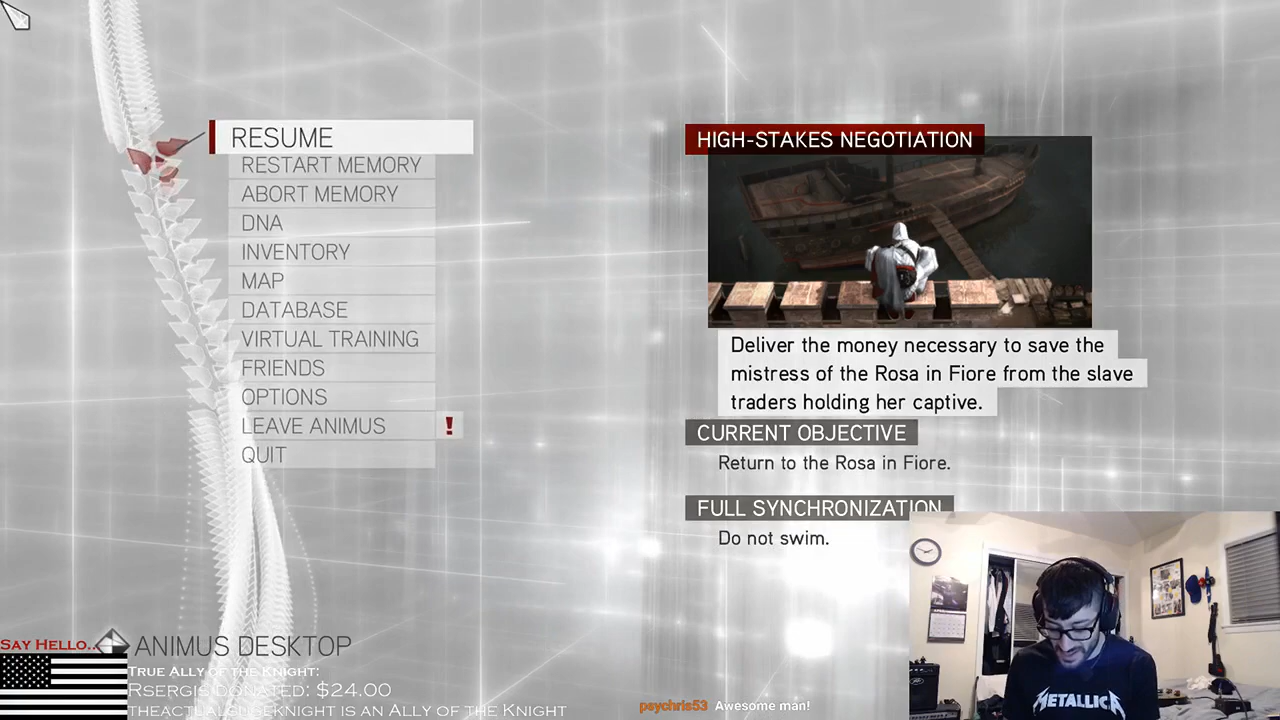 RESUME
RESTART MEMORY
ABORT MEMORY
DNA
INVENTORY
MAP
DATABASE
VIRTUAL TRAINING
FRIENDS
OPTIONS
LEAVE ANIMUS !
QUIT
HIGH-STAKES NEGOTIATION
Deliver the money necessary to save the
mistress of the Rosa in Fiore from the slave
traders holding her captive.
CURRENT OBJECTIVE
Return to the Rosa in Fiore.
FULL SYNCHRONIZATION
Do not swim.
SAY HELLO..
ANIMUS DESKTOP
TRUE ALLY OF THE KNIGHT:
RSERGIS DONATED: $24.00
THEACTUALEDGEKNIGHT IS AN ALLY OF THE KNIGHT
psychris53 Awesome man!
METALLICA